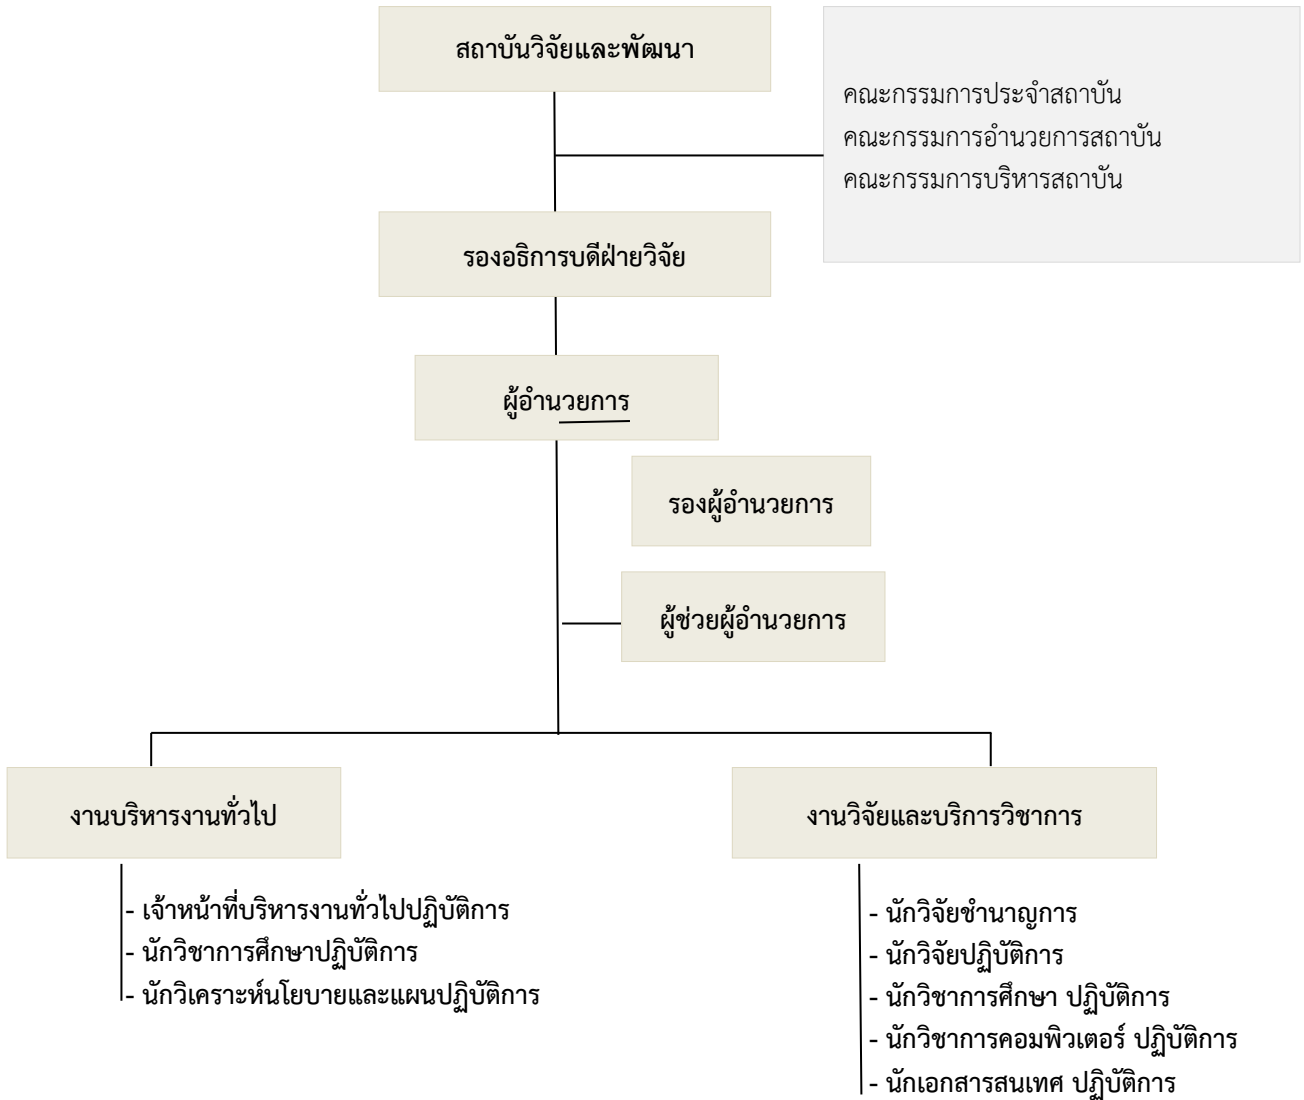 สถาบันวิจัยและพัฒนา
คณะกรรมการประจำสถาบัน
คณะกรรมการอำนวยการสถาบัน
คณะกรรมการบริหารสถาบัน
รองอธิการบดีฝ่ายวิจัย
ผู้อำนวยการ
รองผู้อำนวยการ
ผู้ช่วยผู้อำนวยการ
งานบริหารงานทั่วไป
- เจ้าหน้าที่บริหารงานทั่วไปปฏิบัติการ
- นักวิชาการศึกษาปฏิบัติการ
- นักวิเคราะห์นโยบายและแผนปฏิบัติการ
งานวิจัยและบริการวิชาการ
- นักวิจัยชำนาญการ
- นักวิจัยปฏิบัติการ
- นักวิชาการศึกษา ปฏิบัติการ
- นักวิชาการคอมพิวเตอร์ ปฏิบัติการ
- นักเอกสารสนเทศ ปฏิบัติการ